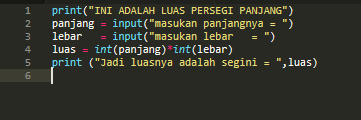 1 print("INI ADALAH LUAS PERSEGI PANJANG")
2 panjang = input("masukan panjangnya = ")
3 lebar   = input("masukan lebar   = ")
4 luas = int(panjang)*int(lebar)
5 print ("Jadi luasnya adalah segini = ",luas)
6